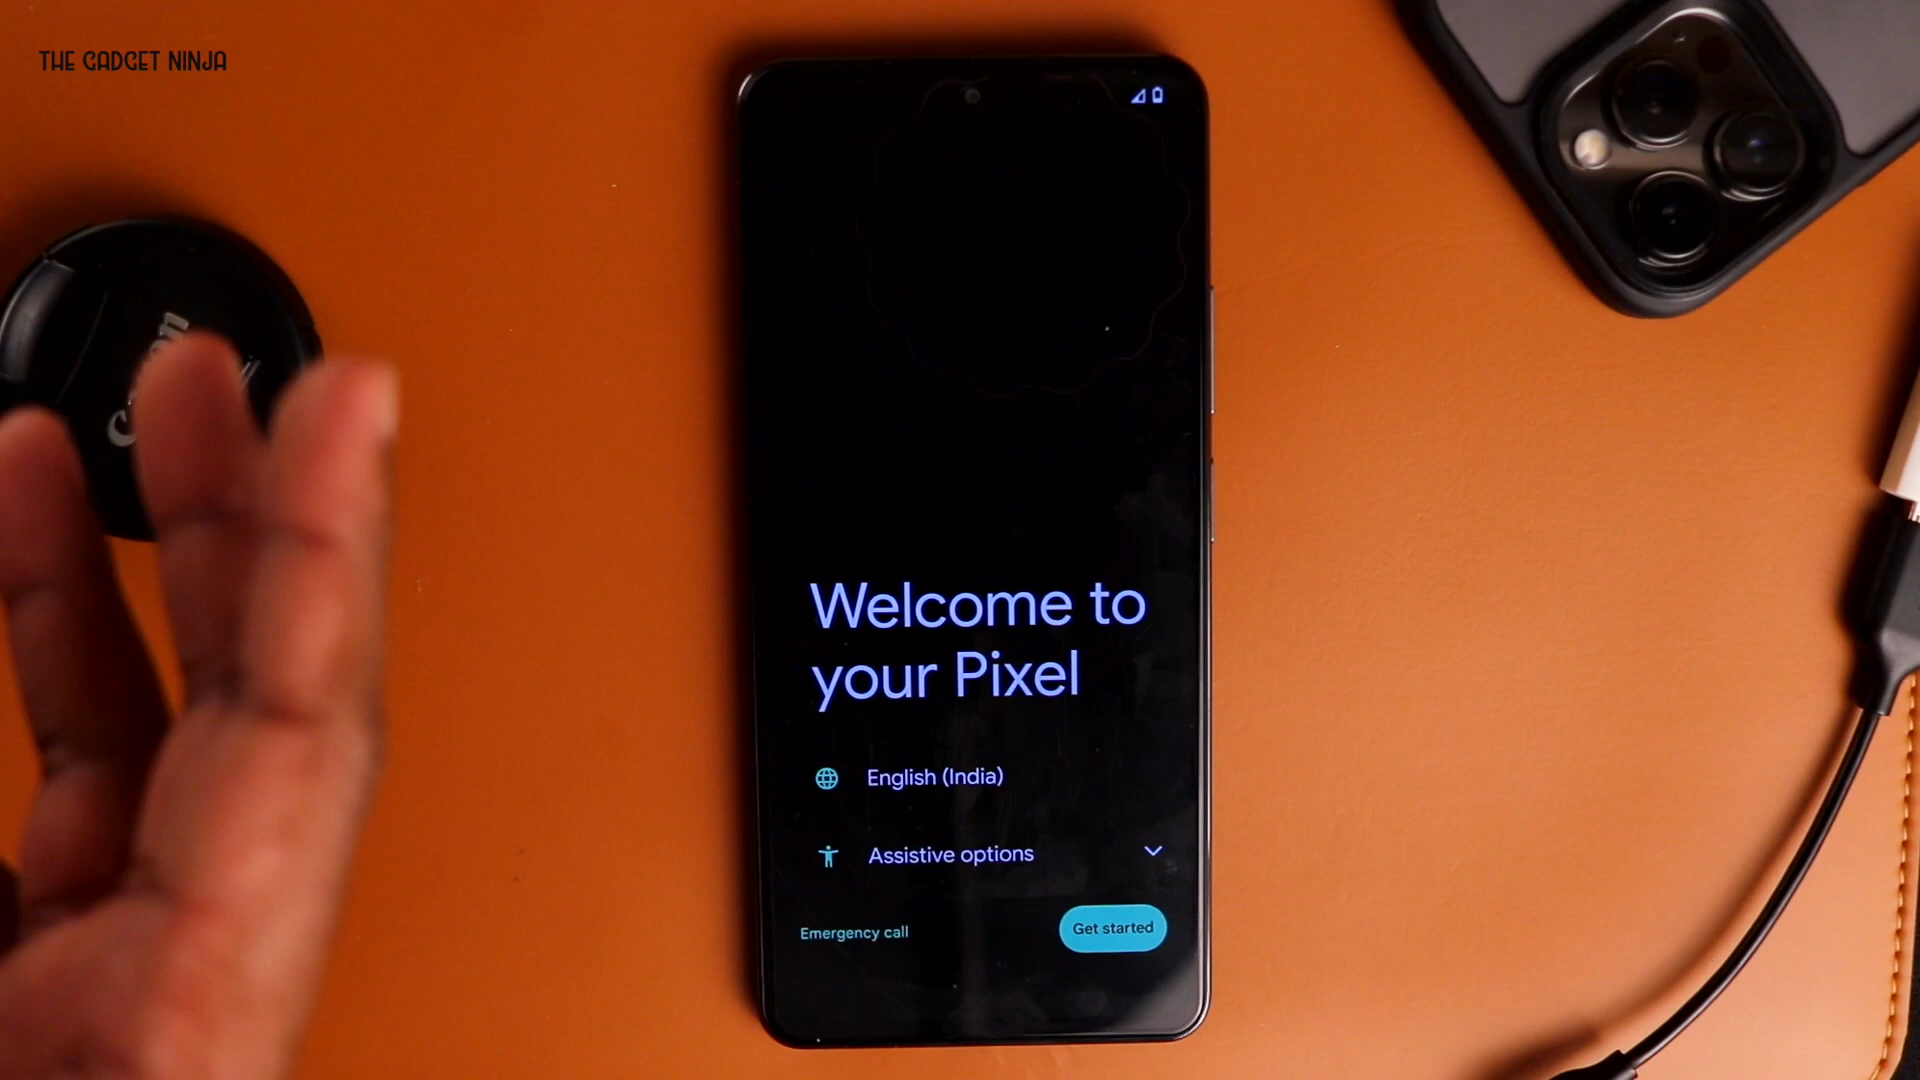 THE GADGET NINJA
Welcome to
your Pixel
English (India)
Assistive options
Emergency call
Get started